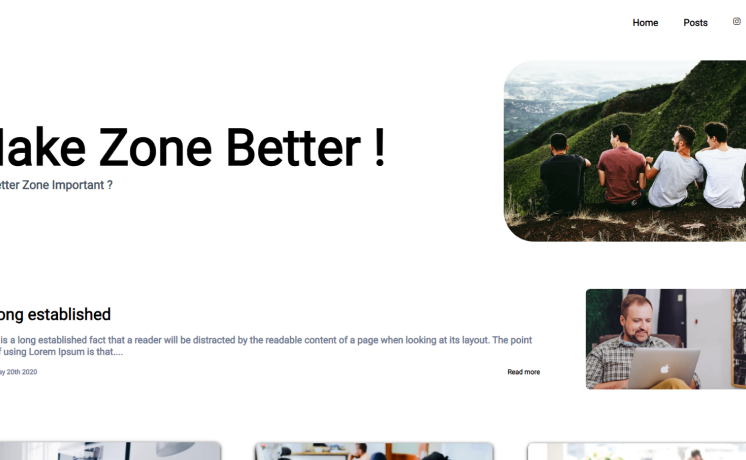 Home Posts
ake Zone Better !
tter Zone Important ?
ong established
is a long established fact that a reader will be distracted by the readable content of a page when looking at its layout. The point
f using Lorem Ipsum is that....
ay 20th 2020
Read more